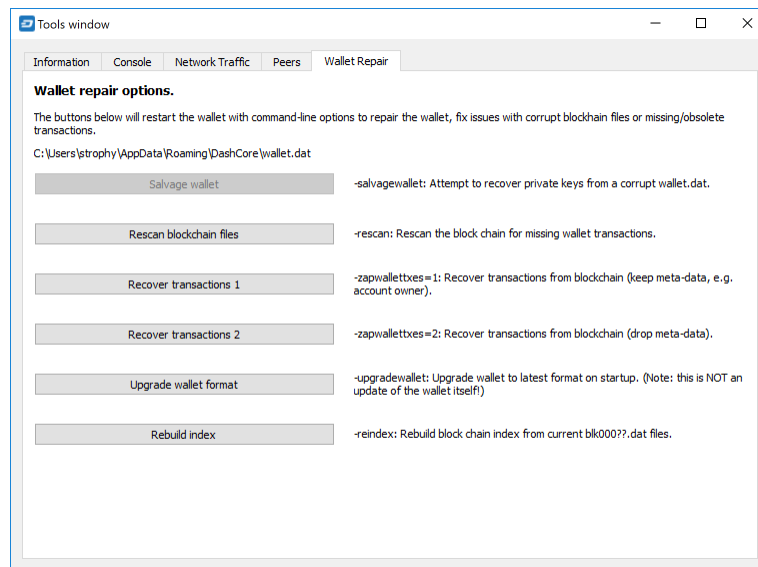 Tools window
Information Console Network Traffic Peers Wallet Repair
Wallet repair options.
The buttons below will restart the wallet with command-line options to repair the wallet, fix issues with corrupt blockhain files or missing/obsolete
transactions.
C:\Users\strophy\AppData\Roaming\DashCore\wallet.dat
Salvage wallet -salvagewallet: Attempt to recover private keys from a corrupt wallet.dat.
Rescan blockchain files -rescan: Rescan the block chain for missing wallet transactions.
Recover transactions 1 -zapwallettxes=1: Recover transactions from blockchain (keep meta-data, e.g.
account owner).
Recover transactions 2 -zapwallettxes=2: Recover transactions from blockchain (drop meta-data).
Upgrade wallet format -upgradewallet: Upgrade wallet to latest format on startup. (Note: this is NOT an
update of the wallet itself!)
Rebuild index -reindex: Rebuild block chain index from current blk000??.dat files.